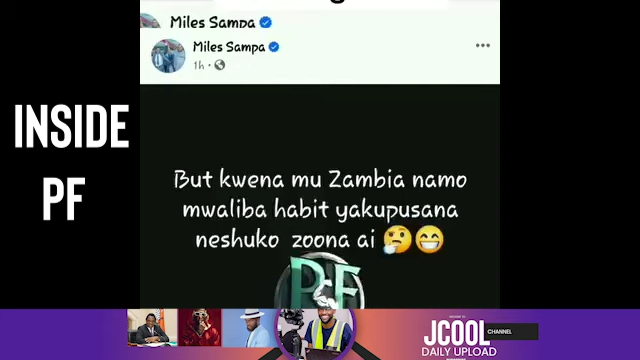 Miles Sampa
Miles Sampa
1h
INSIDE
PF
But kwena mu Zambia namo
mwaliba habit yakupusana
neshuko zoona ai 🤔😁
PF
JCOOL
CHANNEL
DAILY UPLOAD